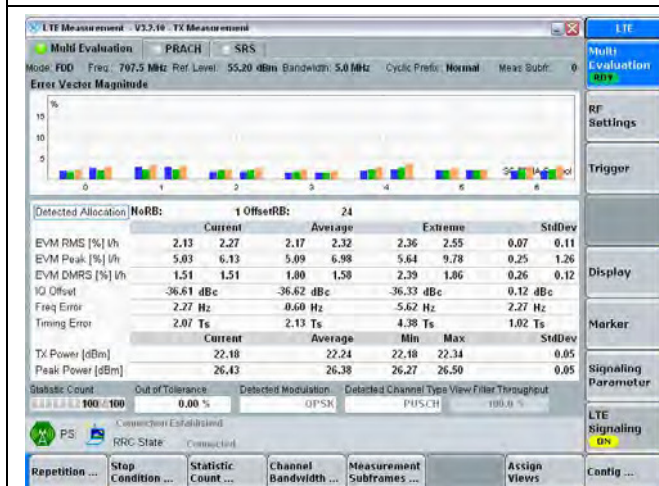 LTE Measurement - V3.2.10 - TX Measurement
LTE
Multi Evaluation PRACH SRS
Multi Evaluation RDY
Mode: FDD Freq.: 707.5 MHz Ref. Level: 55.20 dBm Bandwidth: 5.0 MHz Cyclic Prefix: Normal Meas. Subfr.: 0
Error Vector Magnitude
%
15
10
5
0 1 2 3 4 5 6
RF Settings
Trigger
Detected Allocation NoRB: 1 OffsetRB: 24
Current Average Extreme StdDev
EVM RMS [%] l/h 2.13 2.27 2.17 2.32 2.36 2.55 0.07 0.11
EVM Peak [%] l/h 5.03 6.13 5.09 6.98 5.64 9.78 0.25 1.26
EVM DMRS [%] l/h 1.51 1.51 1.80 1.58 2.39 1.86 0.26 0.12
IQ Offset -36.61 dBc -36.62 dBc -36.33 dBc 0.12 dBc
Freq Error 2.27 Hz -0.60 Hz -5.62 Hz 2.27 Hz
Timing Error 2.07 Ts 2.13 Ts 4.38 Ts 1.02 Ts
Current Average Min Max StdDev
TX Power [dBm] 22.18 22.24 22.18 22.34 0.05
Peak Power [dBm] 26.43 26.38 26.27 26.50 0.05
Display
Marker
Signaling Parameter
Statistic Count Out of Tolerance Detected Modulation Detected Channel Type View Filter Throughput
100 / 100 0.00 % QPSK PUSCH 100.0 %
PS Connection Established
RRC State: Connected
LTE Signaling ON
Repetition ... Stop Condition ... Statistic Count ... Channel Bandwidth ... Measurement Subframes ... Assign Views Config ...